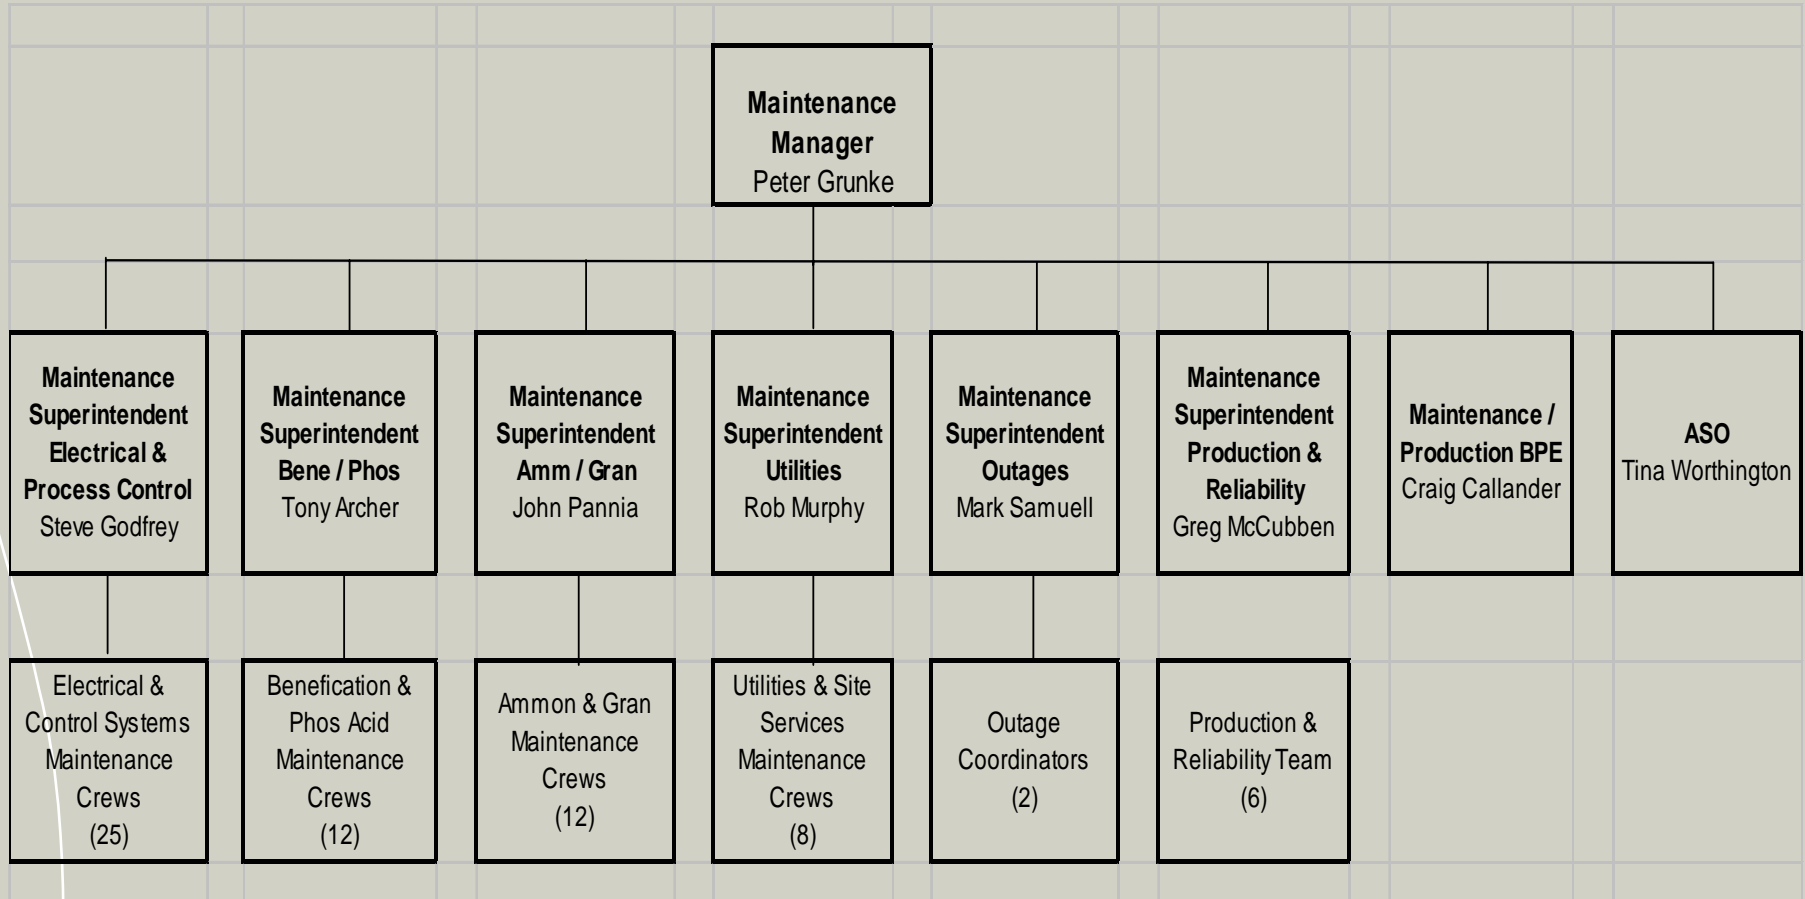 Maintenance
Manager
Peter Grunke
Maintenance
Superintendent
Electrical &
Process Control
Steve Godfrey
Maintenance
Superintendent
Bene / Phos
Tony Archer
Maintenance
Superintendent
Amm / Gran
John Pannia
Maintenance
Superintendent
Utilities
Rob Murphy
Maintenance
Superintendent
Outages
Mark Samuell
Maintenance
Superintendent
Production &
Reliability
Greg McCubben
Maintenance /
Production BPE
Craig Callander
ASO
Tina Worthington
Electrical &
Control Systems
Maintenance
Crews
(25)
Benefication &
Phos Acid
Maintenance
Crews
(12)
Ammon & Gran
Maintenance
Crews
(12)
Utilities & Site
Services
Maintenance
Crews
(8)
Outage
Coordinators
(2)
Production &
Reliability Team
(6)